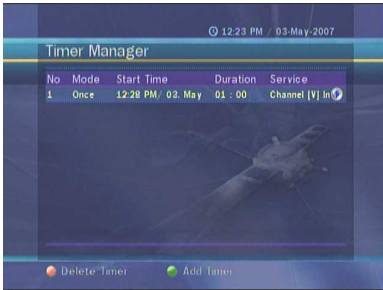 12:23 PM / 03-May-2007
Timer Manager
No Mode Start Time Duration Service
1 Once 12:28 PM/ 03. May 01 : 00 Channel [V] In
Delete Timer Add Timer